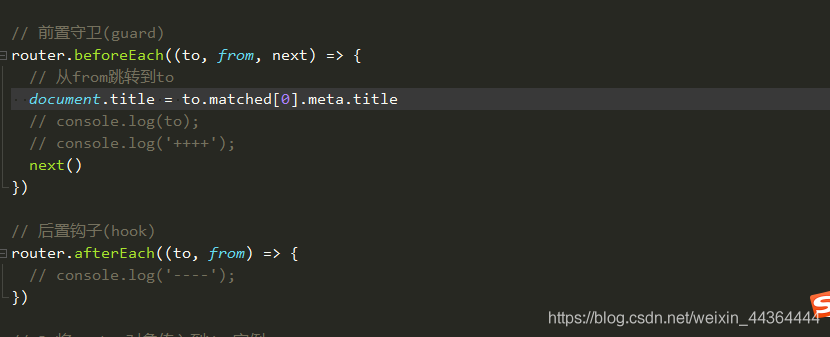 // 前置守卫(guard)
router.beforeEach((to, from, next) => {
// 从from跳转到to
document.title = to.matched[0].meta.title
// console.log(to);
// console.log('++++');
next()
})
// 后置钩子(hook)
router.afterEach((to, from) => {
// console.log('----');
})
https://blog.csdn.net/weixin_44364444